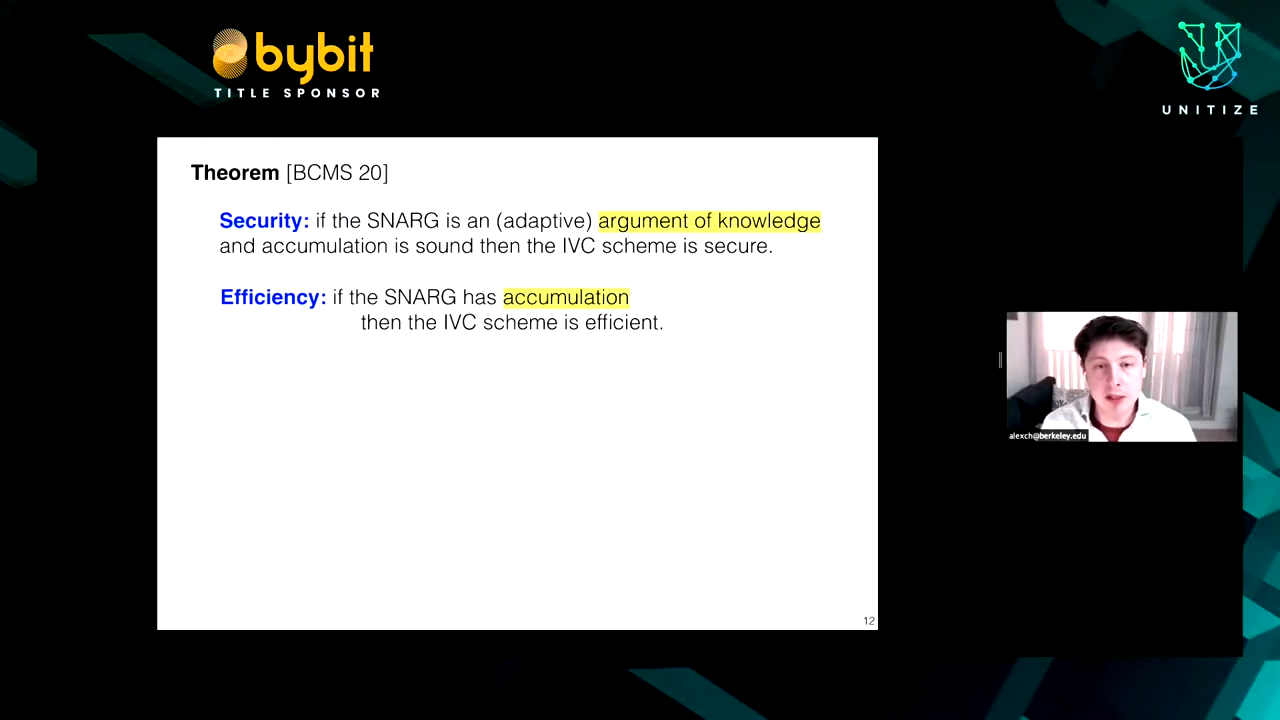 bybit
TITLE SPONSOR
UNITIZE
Theorem [BCMS 20]
Security: if the SNARG is an (adaptive) argument of knowledge
and accumulation is sound then the IVC scheme is secure.
Efficiency: if the SNARG has accumulation
then the IVC scheme is efficient.
12
alexch@berkeley.edu